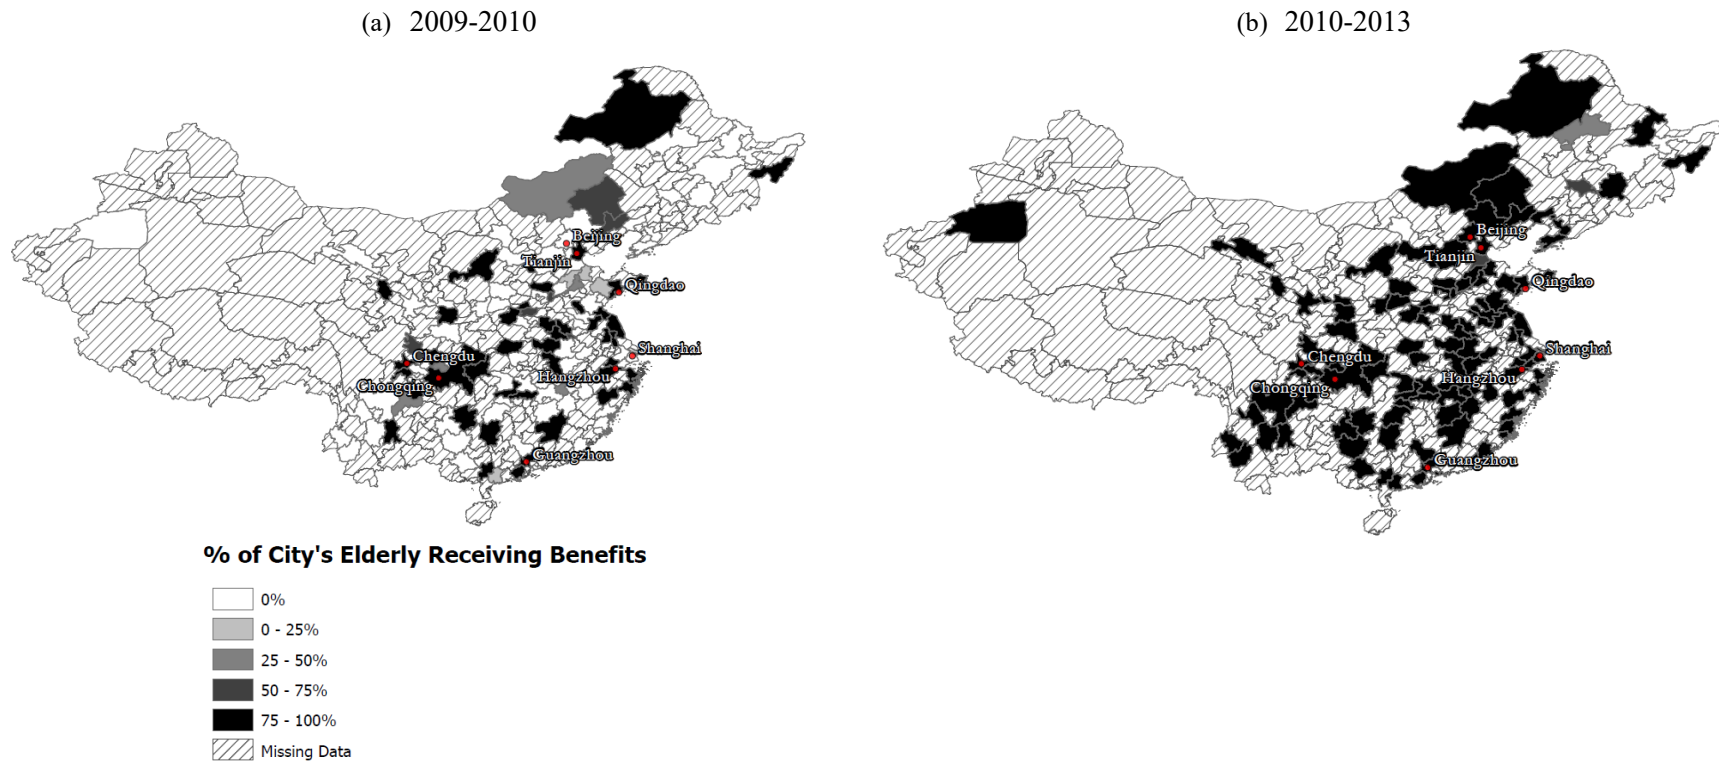 (a) 2009-2010
(b) 2010-2013
Beijing
Tianjin
Qingdao
Shanghai
Chengdu
Hangzhou
Chongqing
Guangzhou
Beijing
Tianjin
Qingdao
Shanghai
Chengdu
Hangzhou
Chongqing
Guangzhou
% of City's Elderly Receiving Benefits
0%
0 - 25%
25 - 50%
50 - 75%
75 - 100%
Missing Data